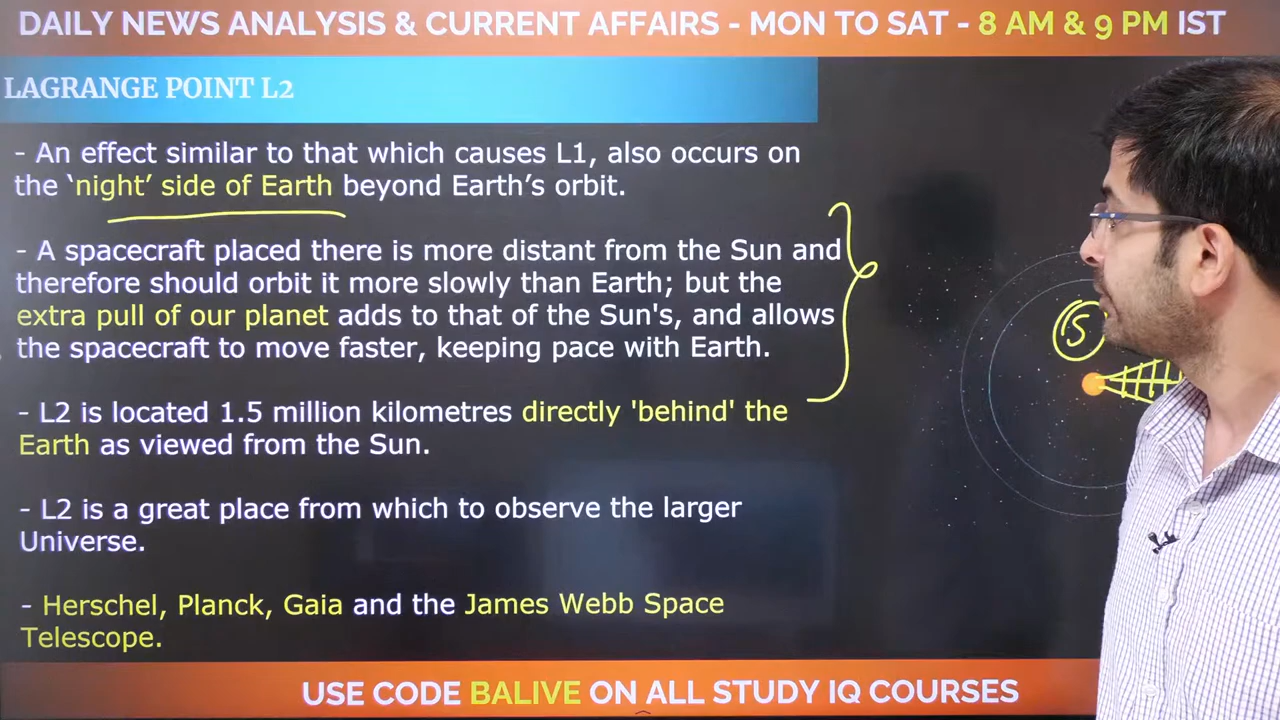 DAILY NEWS ANALYSIS & CURRENT AFFAIRS - MON TO SAT - 8 AM & 9 PM IST
LAGRANGE POINT L2
- An effect similar to that which causes L1, also occurs on
the ‘night’ side of Earth beyond Earth’s orbit.
- A spacecraft placed there is more distant from the Sun and
therefore should orbit it more slowly than Earth; but the
extra pull of our planet adds to that of the Sun's, and allows
the spacecraft to move faster, keeping pace with Earth.
S
- L2 is located 1.5 million kilometres directly 'behind' the
Earth as viewed from the Sun.
- L2 is a great place from which to observe the larger
Universe.
- Herschel, Planck, Gaia and the James Webb Space
Telescope.
USE CODE BALIVE ON ALL STUDY IQ COURSES